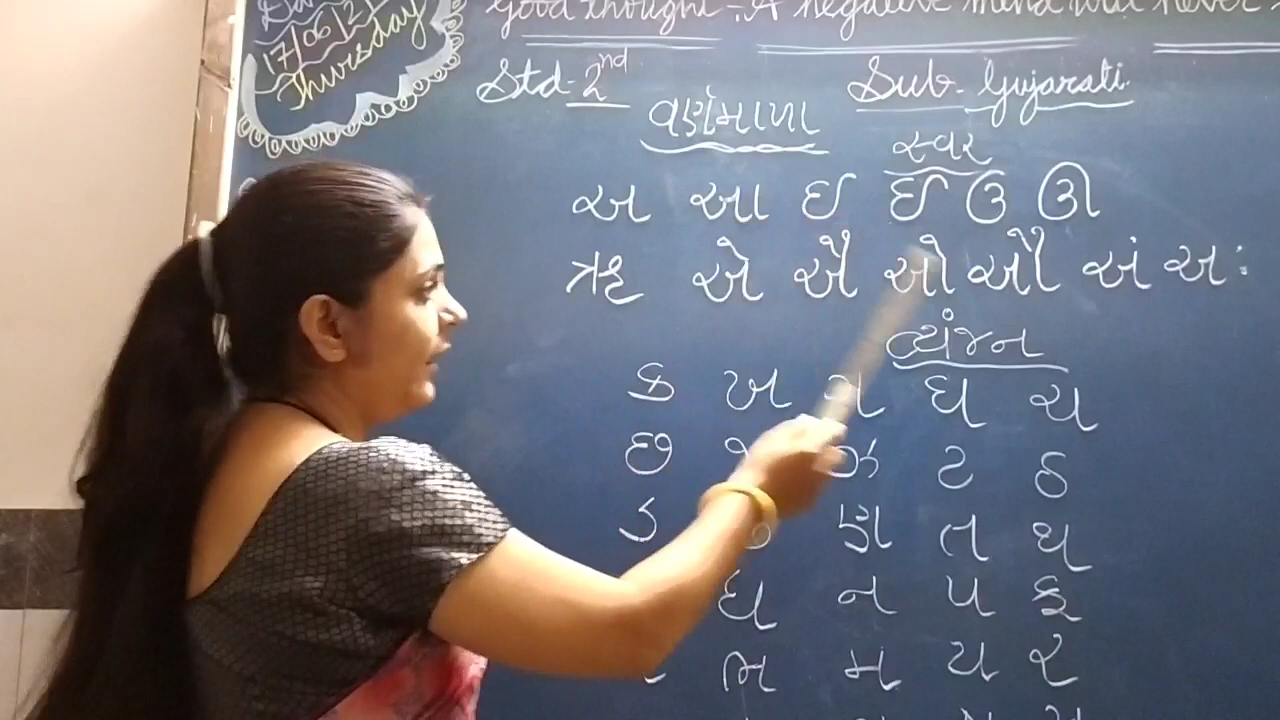 17/06/21
Thursday
Good thought :- A negative mind will never
Std - 2nd
Sub - Gujarati.
વર્ણમાળા
સ્વર
અ આ ઇ ઈ ઉ ઊ
ઋ એ ઐ ઓ ઔ અં અઃ
વ્યંજન
ક ખ ગ ઘ ચ
છ ઝ ટ ઠ
ડ ણ ત થ
ધ ન પ ફ
ભ મ ય ર